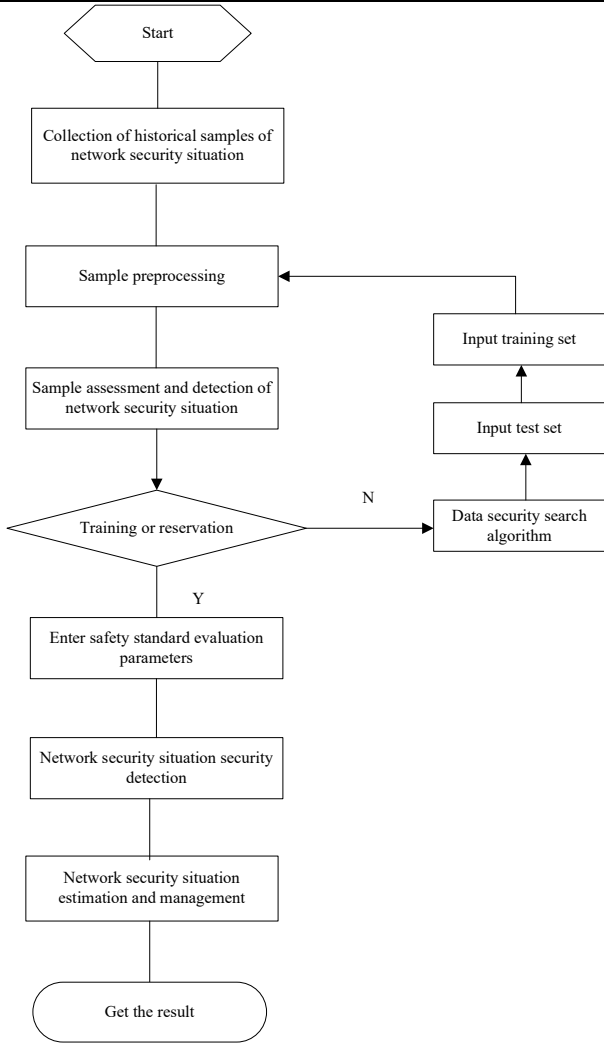 Start
Collection of historical samples of
network security situation
Sample preprocessing
Input training set
Sample assessment and detection of
network security situation
Input test set
N
Training or reservation
Data security search
algorithm
Y
Enter safety standard evaluation
parameters
Network security situation security
detection
Network security situation
estimation and management
Get the result